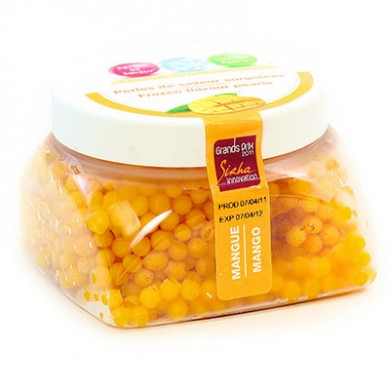 Perles de saveur surgelées
Frozen flavour pearls
Grands Prix
2011
Sirha
Innovation
PROD 07/04/11
EXP 07/04/12
MANGUE
MANGO